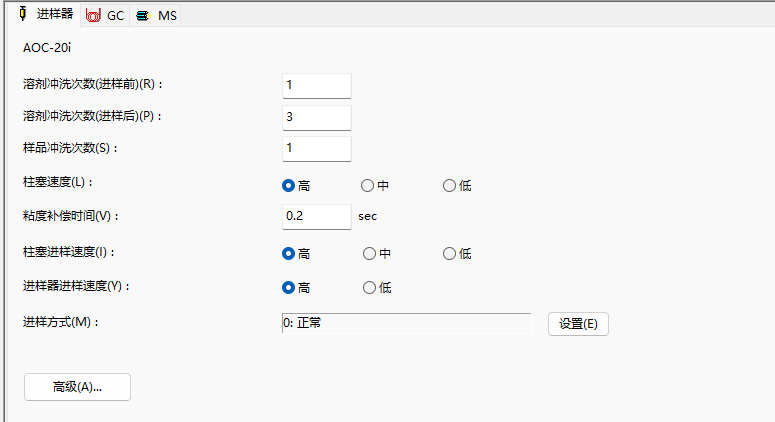 进样器 GC MS
AOC-20i
溶剂冲洗次数(进样前)(R)： 1
溶剂冲洗次数(进样后)(P)： 3
样品冲洗次数(S)： 1
柱塞速度(L)： 高 中 低
粘度补偿时间(V)： 0.2 sec
柱塞进样速度(I)： 高 中 低
进样器进样速度(Y)： 高 低
进样方式(M)： 0: 正常 设置(E)
高级(A)...